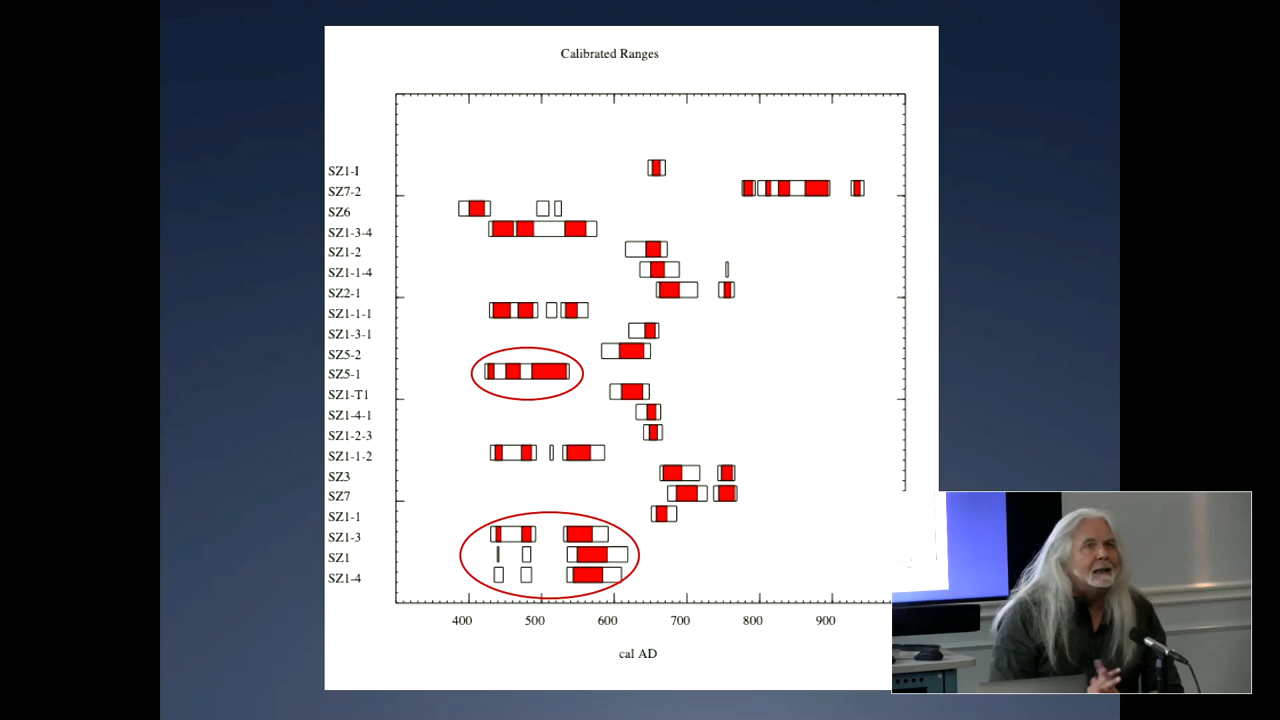 Calibrated Ranges
SZ1-I
SZ7-2
SZ6
SZ1-3-4
SZ1-2
SZ1-1-4
SZ2-1
SZ1-1-1
SZ1-3-1
SZ5-2
SZ5-1
SZ1-T1
SZ1-4-1
SZ1-2-3
SZ1-1-2
SZ3
SZ7
SZ1-1
SZ1-3
SZ1
SZ1-4
400 500 600 700 800 900
cal AD